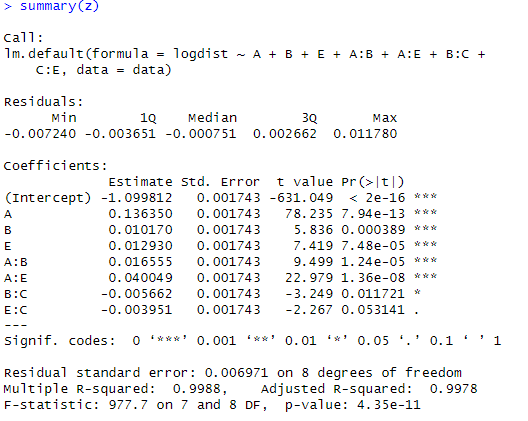 > summary(z)
Call:
lm.default(formula = logdist ~ A + B + E + A:B + A:E + B:C +
    C:E, data = data)
Residuals:
      Min        1Q    Median        3Q       Max
-0.007240 -0.003651 -0.000751  0.002662  0.011780
Coefficients:
             Estimate Std. Error  t value Pr(>|t|)
(Intercept) -1.099812   0.001743 -631.049  < 2e-16 ***
A            0.136350   0.001743   78.235 7.94e-13 ***
B            0.010170   0.001743    5.836 0.000389 ***
E            0.012930   0.001743    7.419 7.48e-05 ***
A:B          0.016555   0.001743    9.499 1.24e-05 ***
A:E          0.040049   0.001743   22.979 1.36e-08 ***
B:C         -0.005662   0.001743   -3.249 0.011721 *
E:C         -0.003951   0.001743   -2.267 0.053141 .
---
Signif. codes:  0 ‘***’ 0.001 ‘**’ 0.01 ‘*’ 0.05 ‘.’ 0.1 ‘ ’ 1
Residual standard error: 0.006971 on 8 degrees of freedom
Multiple R-squared:  0.9988,    Adjusted R-squared:  0.9978
F-statistic: 977.7 on 7 and 8 DF,  p-value: 4.35e-11